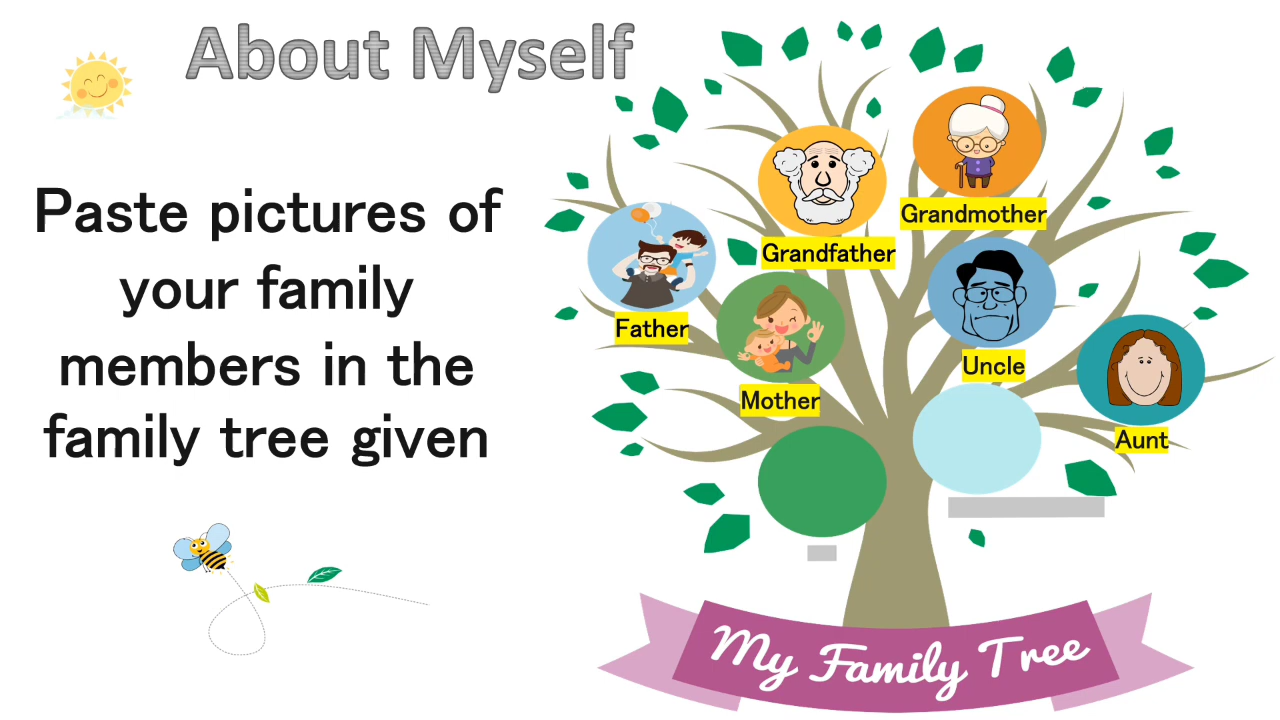 About Myself
Paste pictures of
your family
members in the
family tree given
Grandmother
Grandfather
Father
Uncle
Mother
Aunt
My Family Tree